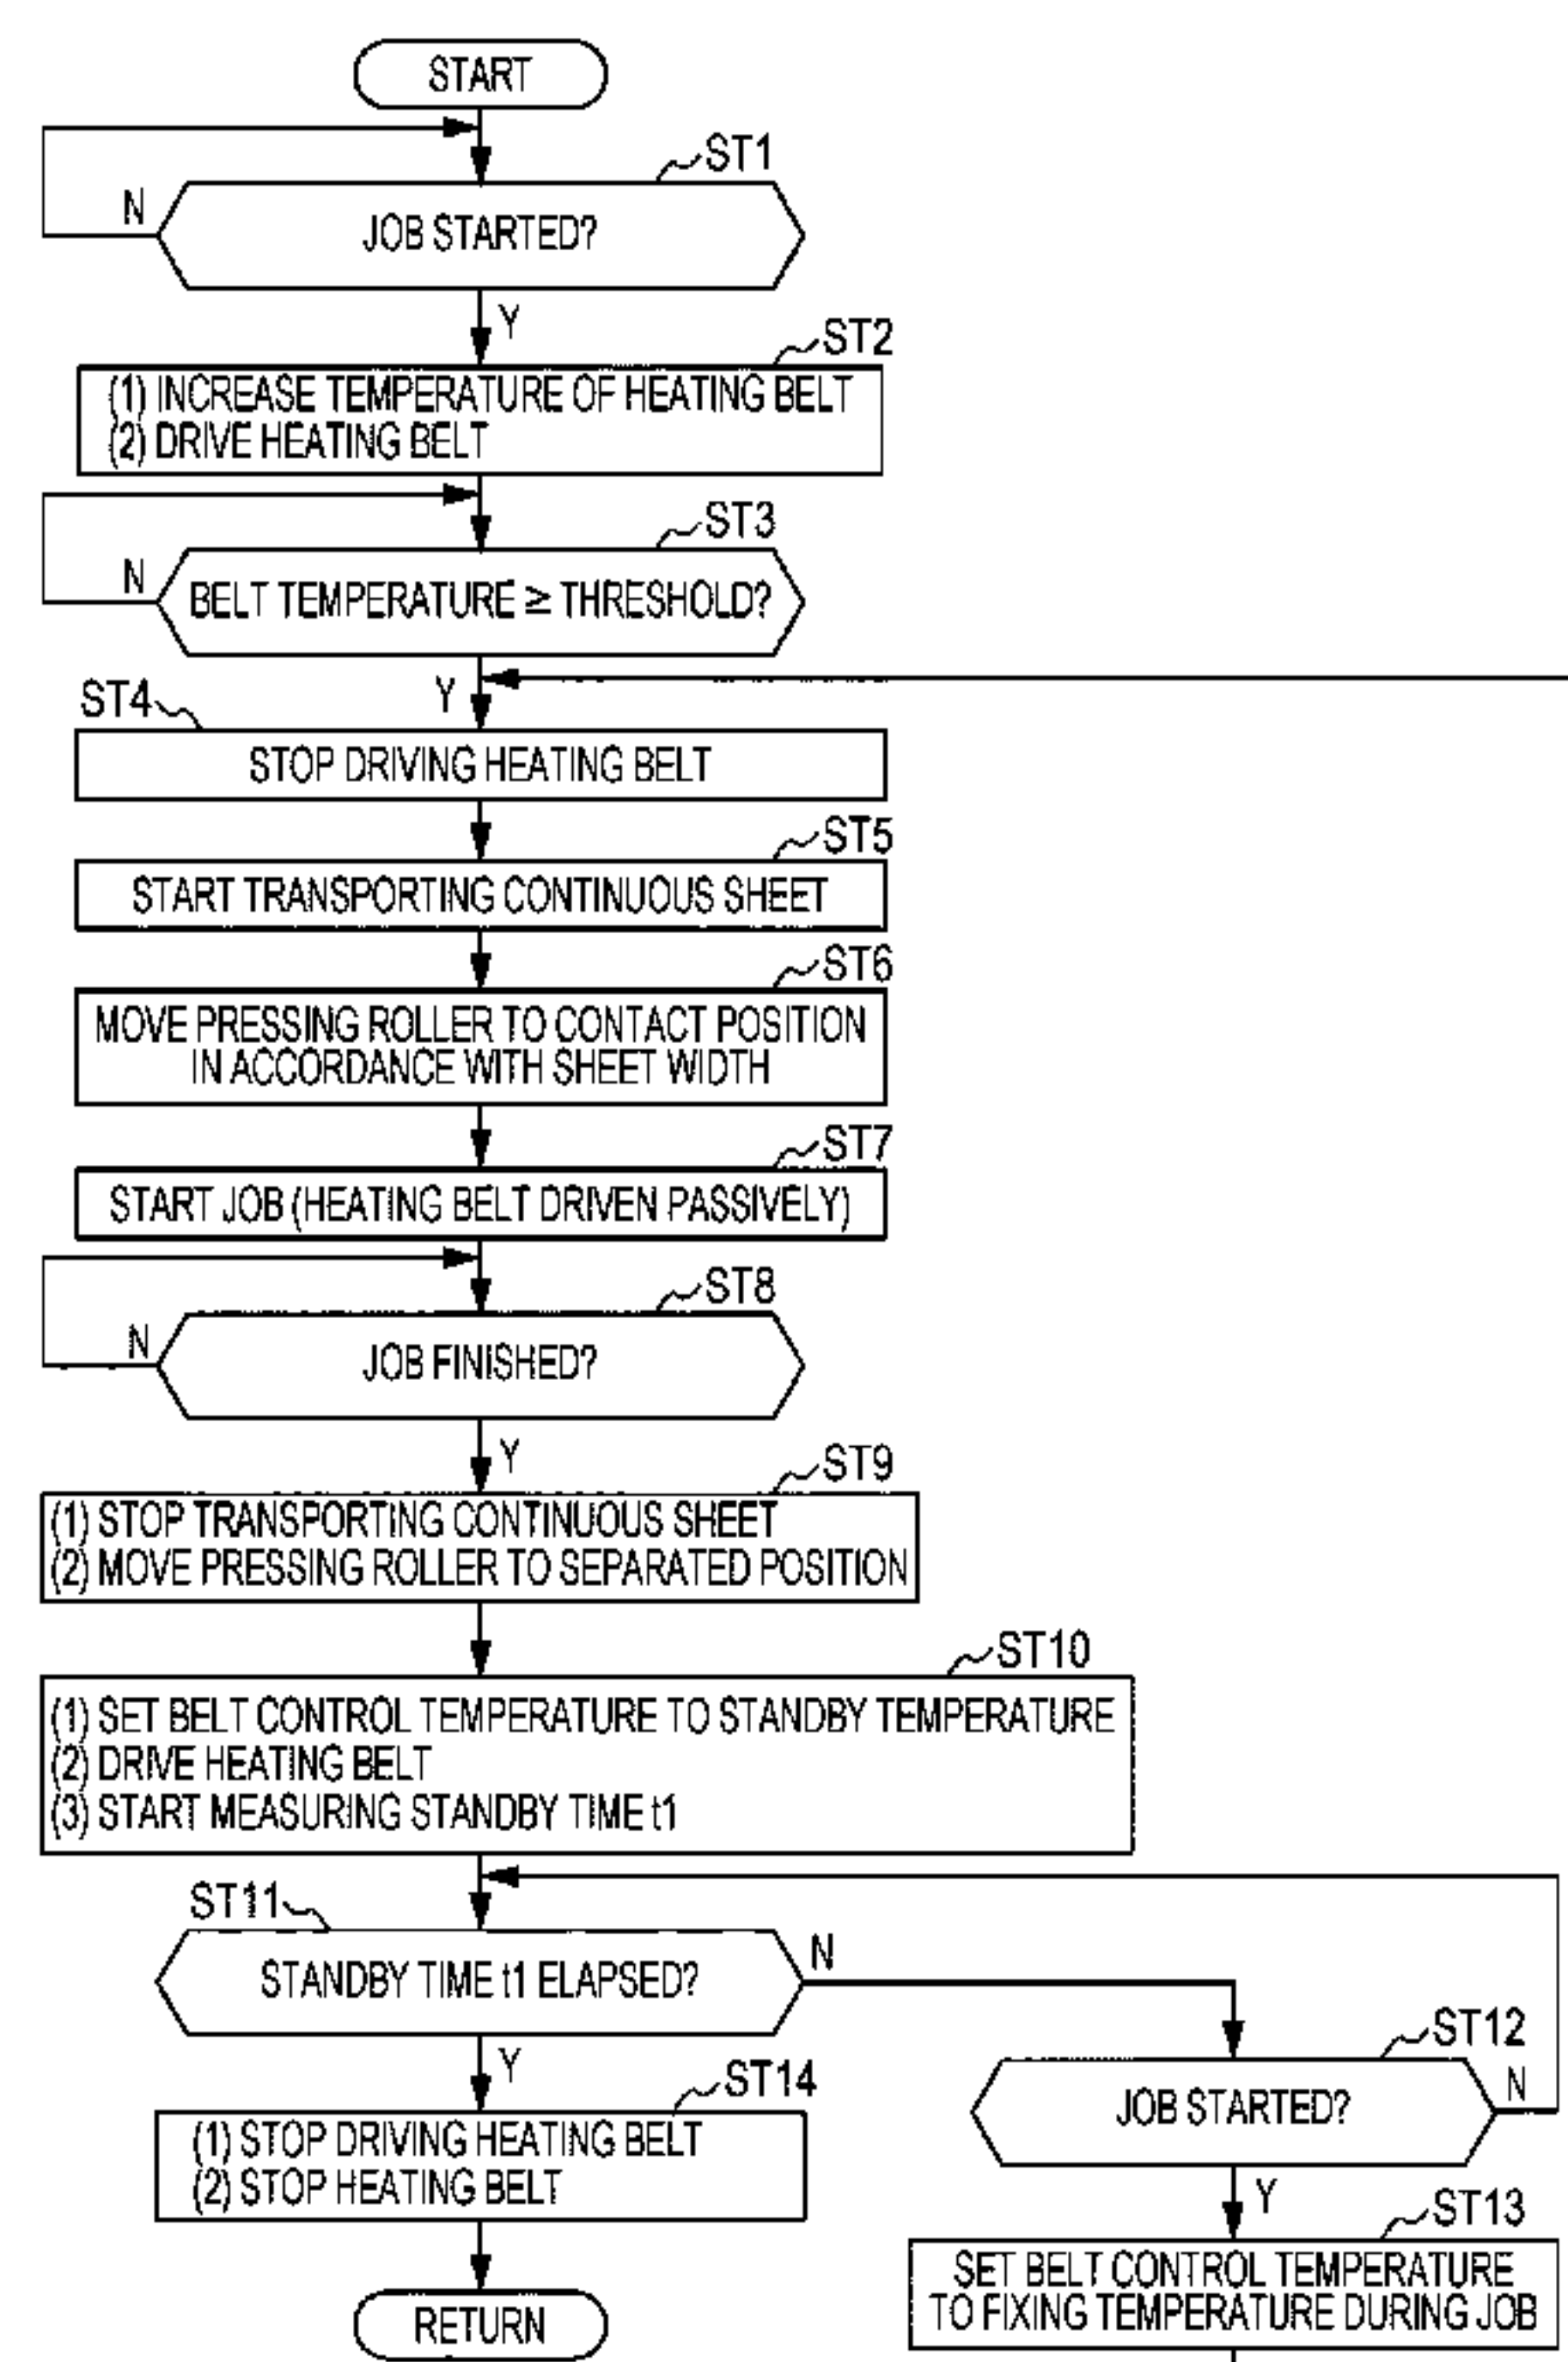 START
ST1
N
JOB STARTED?
Y
ST2
(1) INCREASE TEMPERATURE OF HEATING BELT
(2) DRIVE HEATING BELT
ST3
N
BELT TEMPERATURE ≥ THRESHOLD?
Y
ST4
STOP DRIVING HEATING BELT
ST5
START TRANSPORTING CONTINUOUS SHEET
ST6
MOVE PRESSING ROLLER TO CONTACT POSITION
IN ACCORDANCE WITH SHEET WIDTH
ST7
START JOB (HEATING BELT DRIVEN PASSIVELY)
ST8
N
JOB FINISHED?
Y
ST9
(1) STOP TRANSPORTING CONTINUOUS SHEET
(2) MOVE PRESSING ROLLER TO SEPARATED POSITION
ST10
(1) SET BELT CONTROL TEMPERATURE TO STANDBY TEMPERATURE
(2) DRIVE HEATING BELT
(3) START MEASURING STANDBY TIME t1
ST11
STANDBY TIME t1 ELAPSED?
N
Y
ST12
JOB STARTED?
N
Y
ST14
(1) STOP DRIVING HEATING BELT
(2) STOP HEATING BELT
ST13
SET BELT CONTROL TEMPERATURE
TO FIXING TEMPERATURE DURING JOB
RETURN